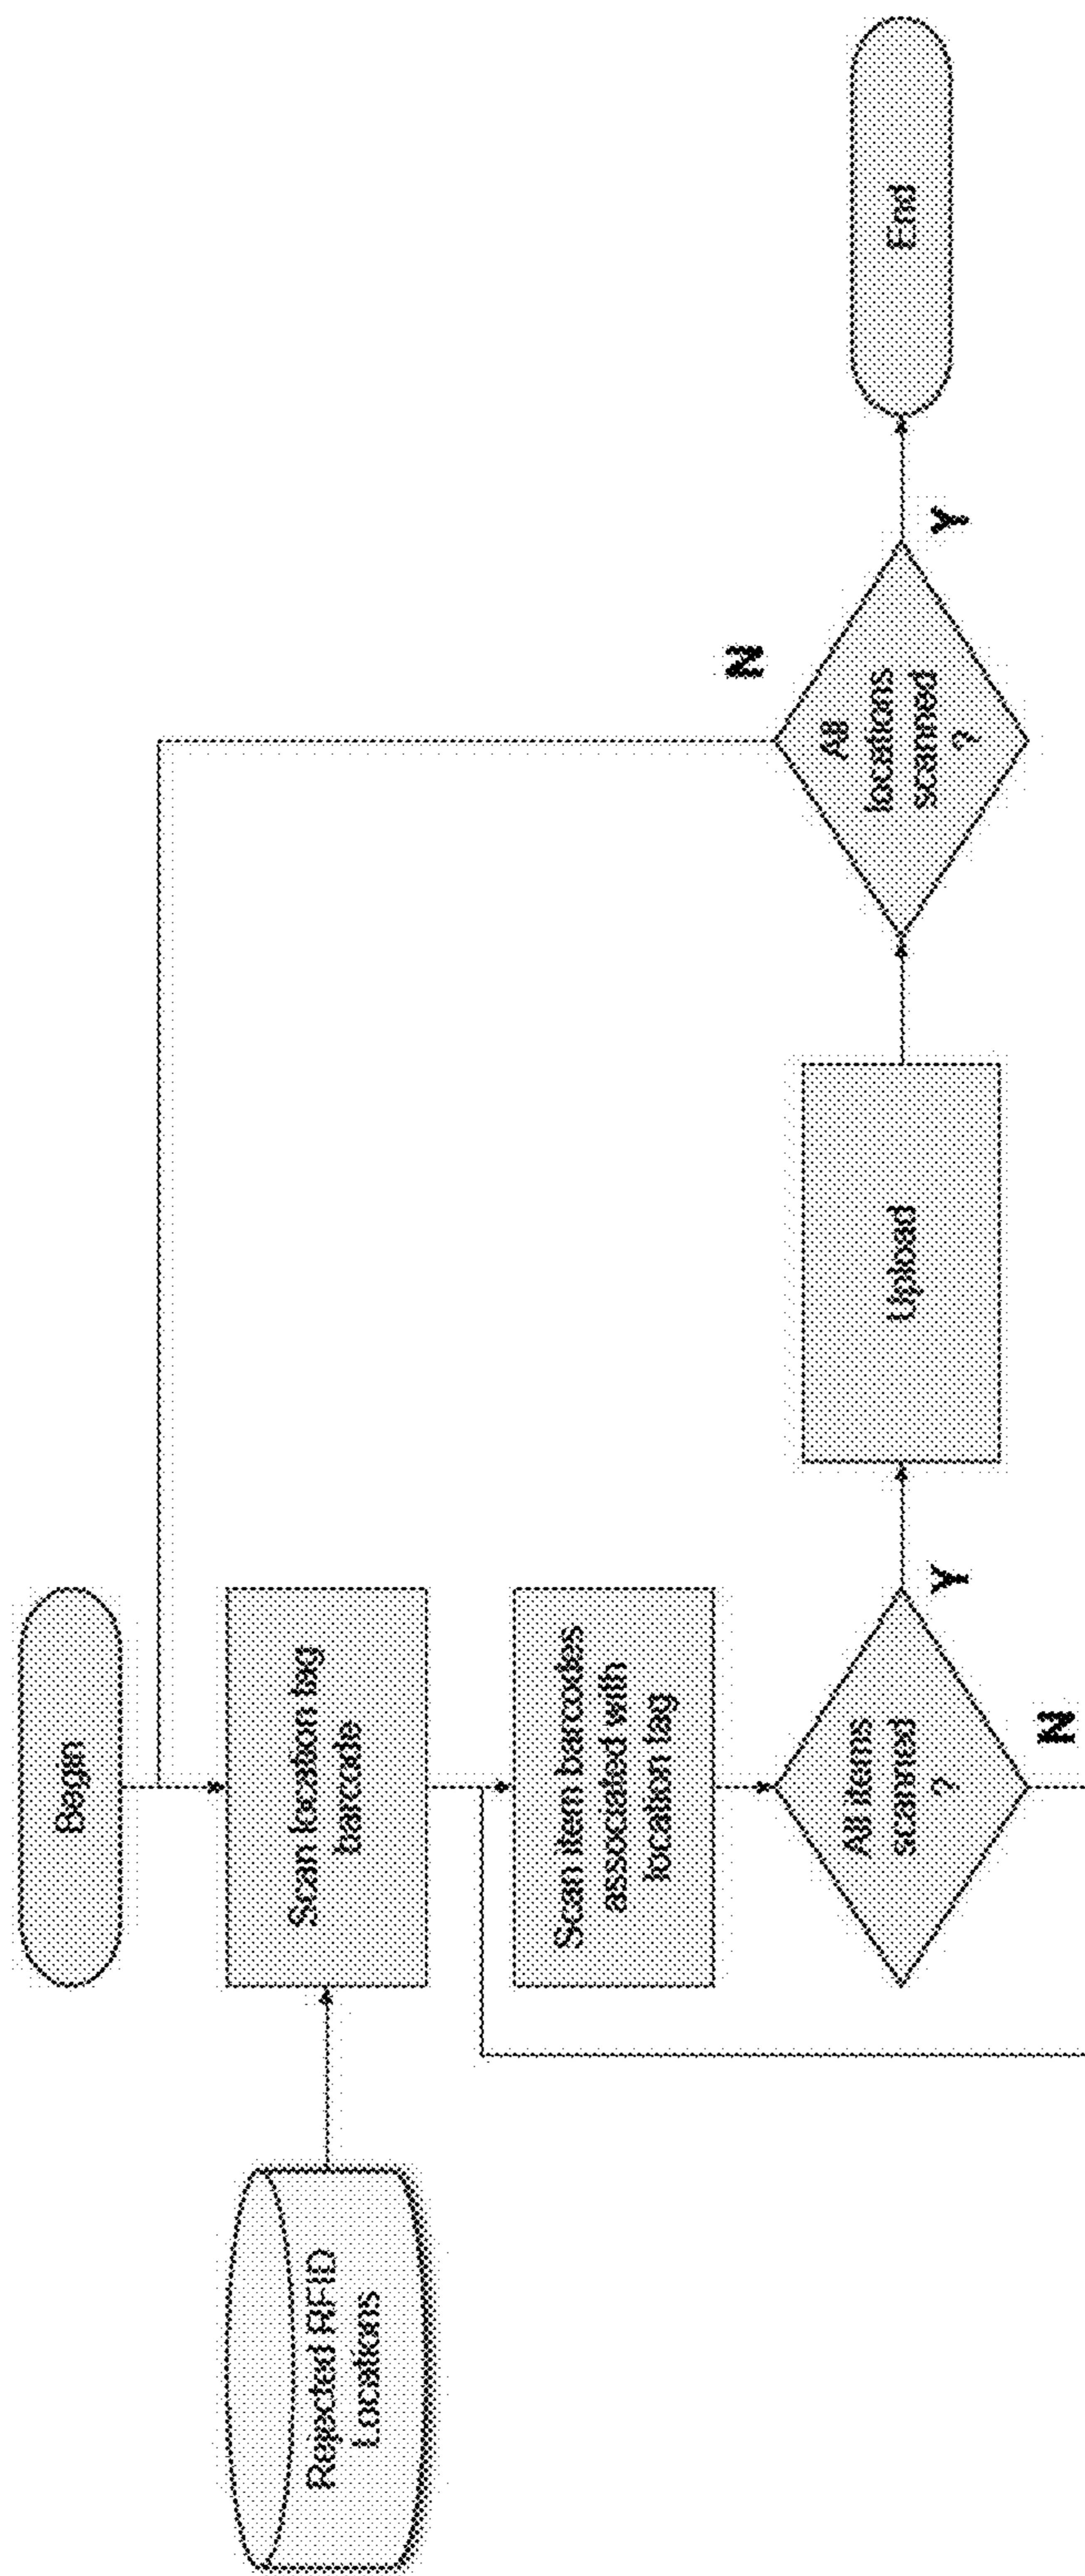 Begin
Rejected RFID
Locations
Scan location tag
barcode
Scan item barcodes
associated with
location tag
All items
scanned
?
N
Y
Upload
All
locations
scanned
?
N
Y
End